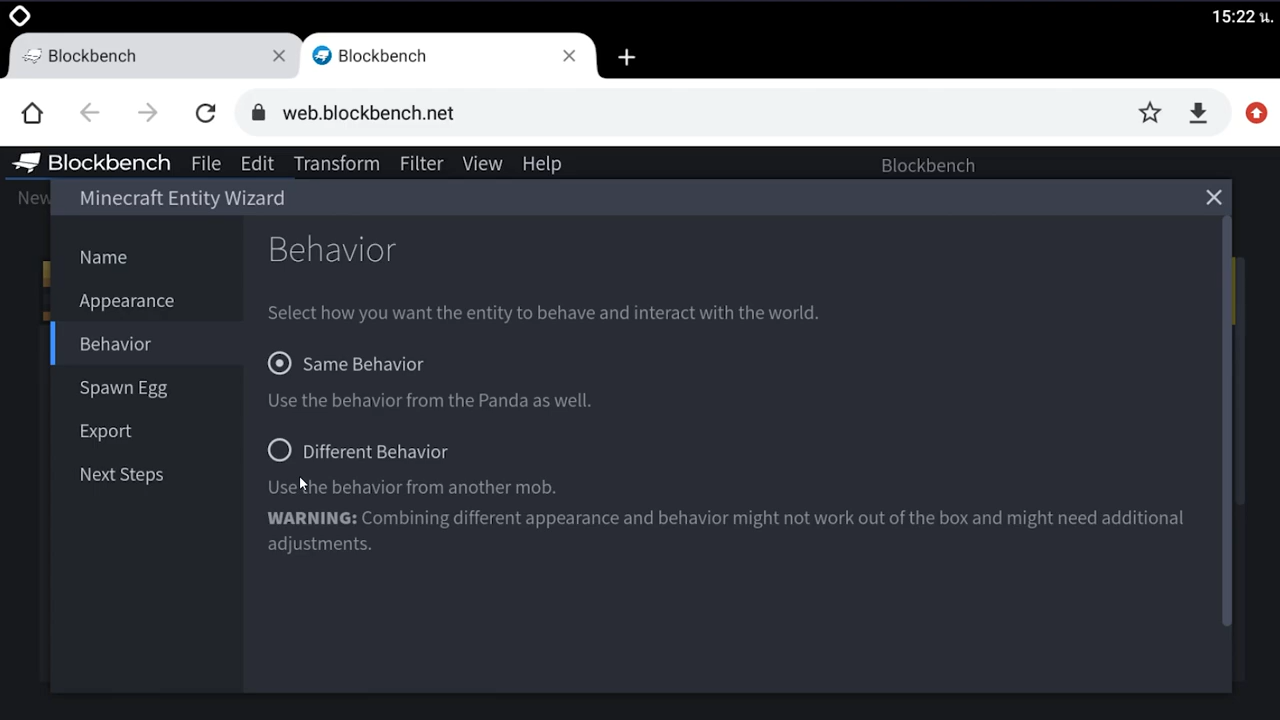 15:22 น.
Blockbench
Blockbench
web.blockbench.net
Blockbench File Edit Transform Filter View Help Blockbench
New
Minecraft Entity Wizard
Name
Appearance
Behavior
Spawn Egg
Export
Next Steps
Behavior
Select how you want the entity to behave and interact with the world.
Same Behavior
Use the behavior from the Panda as well.
Different Behavior
Use the behavior from another mob.
WARNING: Combining different appearance and behavior might not work out of the box and might need additional
adjustments.